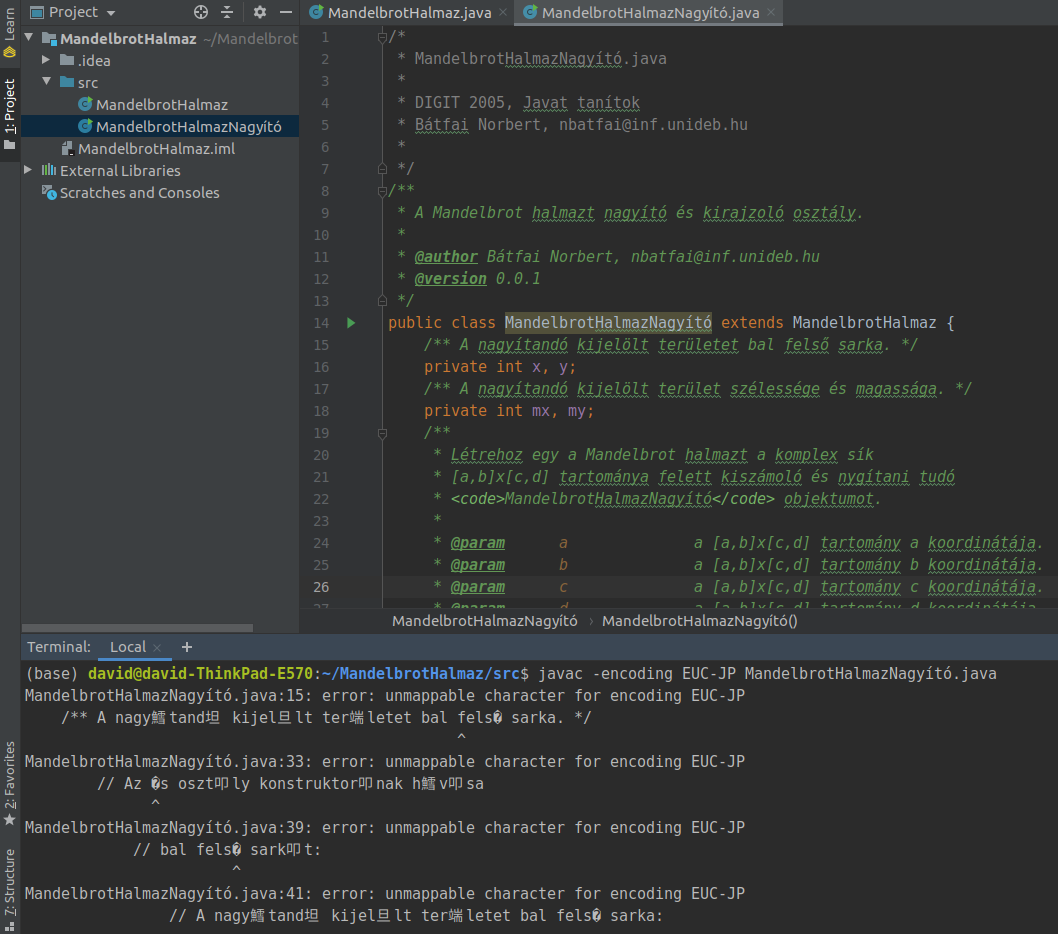 Learn
1: Project
2: Favorites
7: Structure
Project
MandelbrotHalmaz ~/Mandelbrot
.idea
src
MandelbrotHalmaz
MandelbrotHalmazNagyító
MandelbrotHalmaz.iml
External Libraries
Scratches and Consoles
MandelbrotHalmaz.java × MandelbrotHalmazNagyító.java ×
1 /*
2 * MandelbrotHalmazNagyító.java
3 *
4 * DIGIT 2005, Javat tanítok
5 * Bátfai Norbert, nbatfai@inf.unideb.hu
6 *
7 */
8 /**
9 * A Mandelbrot halmazt nagyító és kirajzoló osztály.
10 *
11 * @author Bátfai Norbert, nbatfai@inf.unideb.hu
12 * @version 0.0.1
13 */
14 public class MandelbrotHalmazNagyító extends MandelbrotHalmaz {
15 /** A nagyítandó kijelölt területet bal felső sarka. */
16 private int x, y;
17 /** A nagyítandó kijelölt terület szélessége és magassága. */
18 private int mx, my;
19 /**
20 * Létrehoz egy a Mandelbrot halmazt a komplex sík
21 * [a,b]x[c,d] tartománya felett kiszámoló és nygítani tudó
22 * <code>MandelbrotHalmazNagyító</code> objektumot.
23 *
24 * @param a a [a,b]x[c,d] tartomány a koordinátája.
25 * @param b a [a,b]x[c,d] tartomány b koordinátája.
26 * @param c a [a,b]x[c,d] tartomány c koordinátája.
27 * @param d a [a,b]x[c,d] tartomány d koordinátája.
MandelbrotHalmazNagyító › MandelbrotHalmazNagyító()
Terminal: Local × +
(base) david@david-ThinkPad-E570:~/MandelbrotHalmaz/src$ javac -encoding EUC-JP MandelbrotHalmazNagyító.java
MandelbrotHalmazNagyító.java:15: error: unmappable character for encoding EUC-JP
/** A nagy鱈tand坦 kijel旦lt ter端letet bal fels� sarka. */
^
MandelbrotHalmazNagyító.java:33: error: unmappable character for encoding EUC-JP
// Az �s oszt叩ly konstruktor叩nak h鱈v叩sa
^
MandelbrotHalmazNagyító.java:39: error: unmappable character for encoding EUC-JP
// bal fels� sark叩t:
^
MandelbrotHalmazNagyító.java:41: error: unmappable character for encoding EUC-JP
// A nagy鱈tand坦 kijel旦lt ter端letet bal fels� sarka: